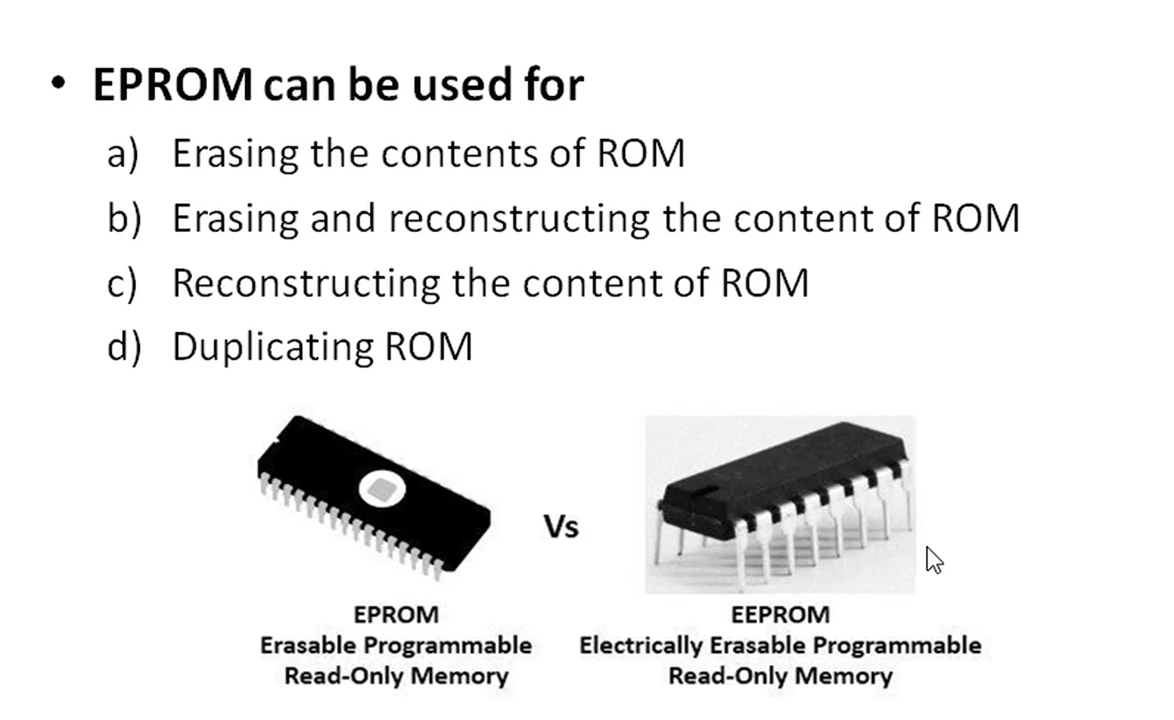 • EPROM can be used for
a) Erasing the contents of ROM
b) Erasing and reconstructing the content of ROM
c) Reconstructing the content of ROM
d) Duplicating ROM
Vs
EPROM
Erasable Programmable
Read-Only Memory
EEPROM
Electrically Erasable Programmable
Read-Only Memory